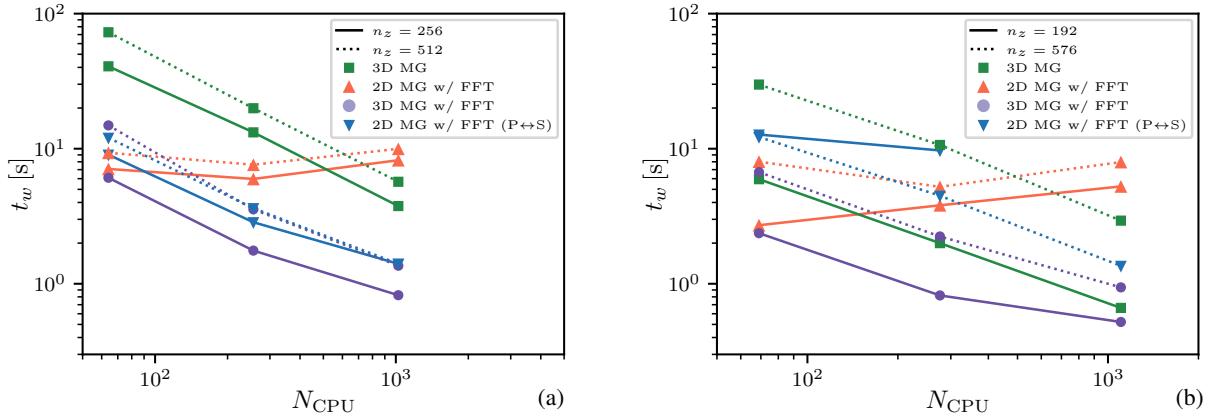 10²
10¹
10⁰
t_w [s]
10²
10³
N_CPU
(a)
n_z = 256
n_z = 512
3D MG
2D MG w/ FFT
3D MG w/ FFT
2D MG w/ FFT (P↔S)
10²
10¹
10⁰
t_w [s]
10²
10³
N_CPU
(b)
n_z = 192
n_z = 576
3D MG
2D MG w/ FFT
3D MG w/ FFT
2D MG w/ FFT (P↔S)